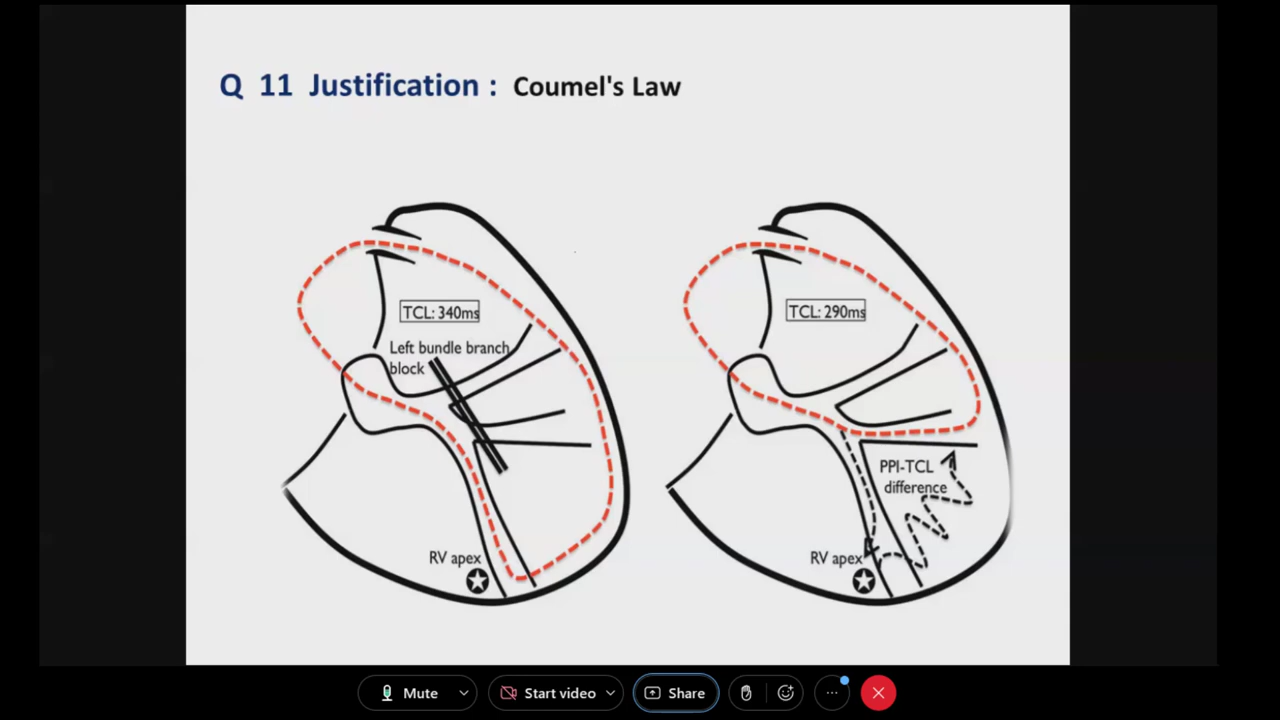 Q 11 Justification : Coumel's Law
TCL: 340ms
Left bundle branch
block
RV apex
TCL: 290ms
PPI-TCL
difference
RV apex
Mute
Start video
Share